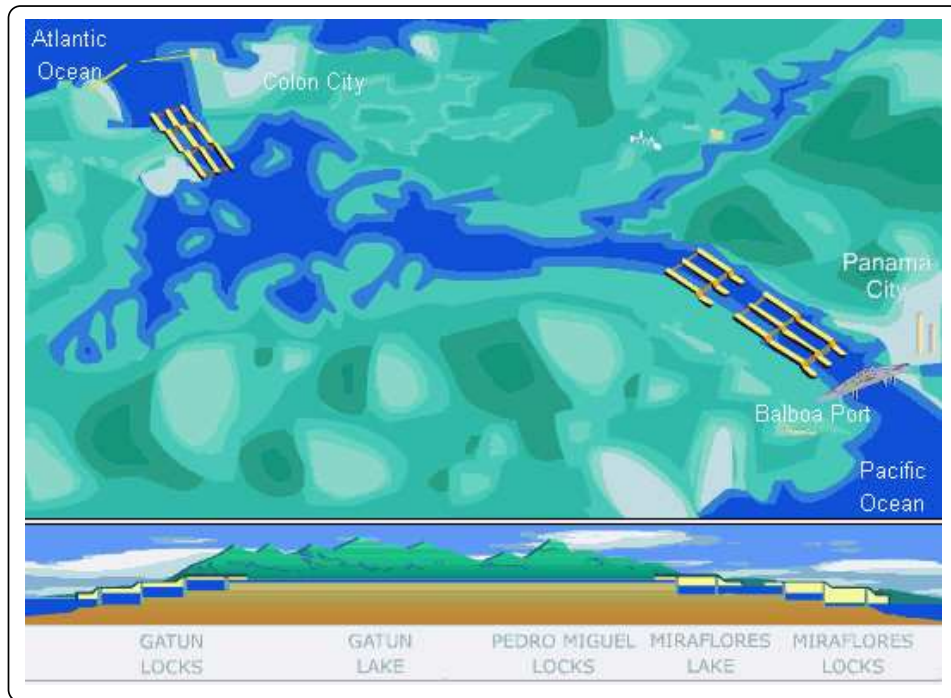 Atlantic
Ocean
Colon City
Panama
City
Balboa Port
Pacific
Ocean
GATUN
LOCKS
GATUN
LAKE
PEDRO MIGUEL
LOCKS
MIRAFLORES
LAKE
MIRAFLORES
LOCKS